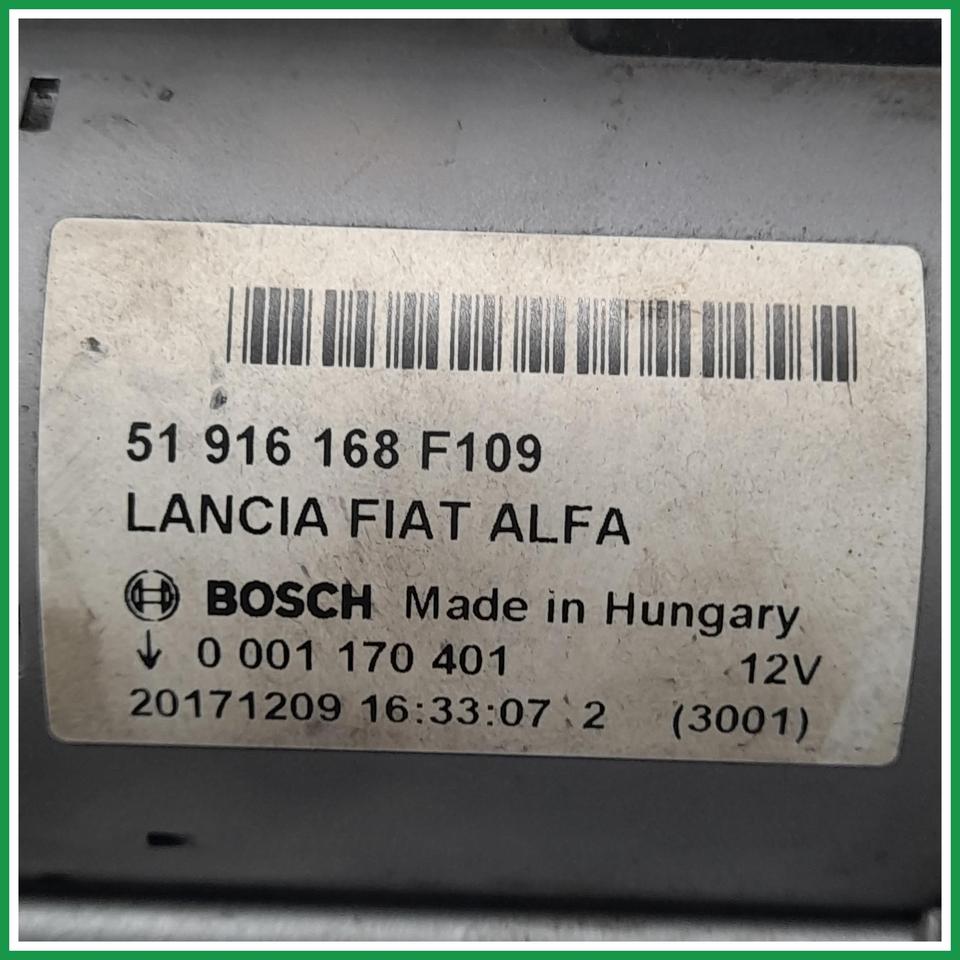 51 916 168 F109
LANCIA FIAT ALFA
BOSCH Made in Hungary
↓ 0 001 170 401 12V
20171209 16:33:07 2 (3001)